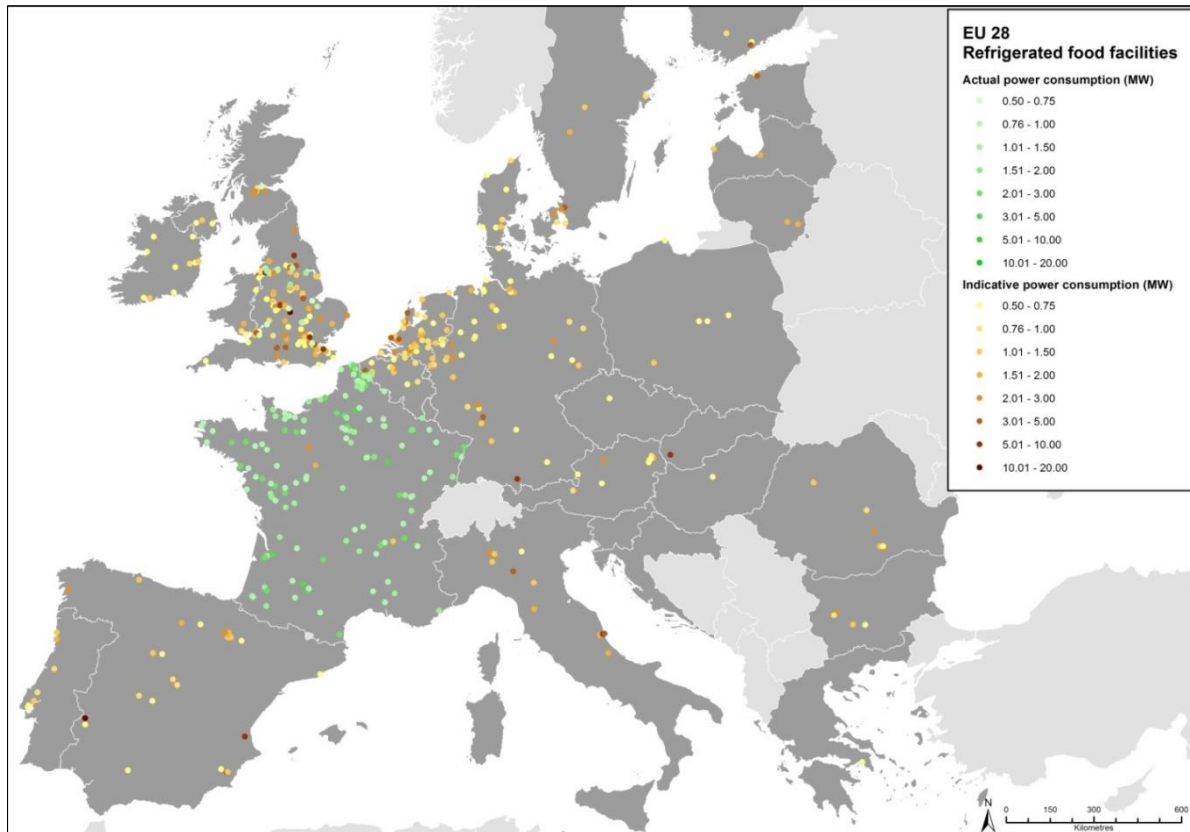 EU 28
Refrigerated food facilities
Actual power consumption (MW)
0.50 - 0.75
0.76 - 1.00
1.01 - 1.50
1.51 - 2.00
2.01 - 3.00
3.01 - 5.00
5.01 - 10.00
10.01 - 20.00
Indicative power consumption (MW)
0.50 - 0.75
0.76 - 1.00
1.01 - 1.50
1.51 - 2.00
2.01 - 3.00
3.01 - 5.00
5.01 - 10.00
10.01 - 20.00
N
0 150 300 450 600
Kilometres